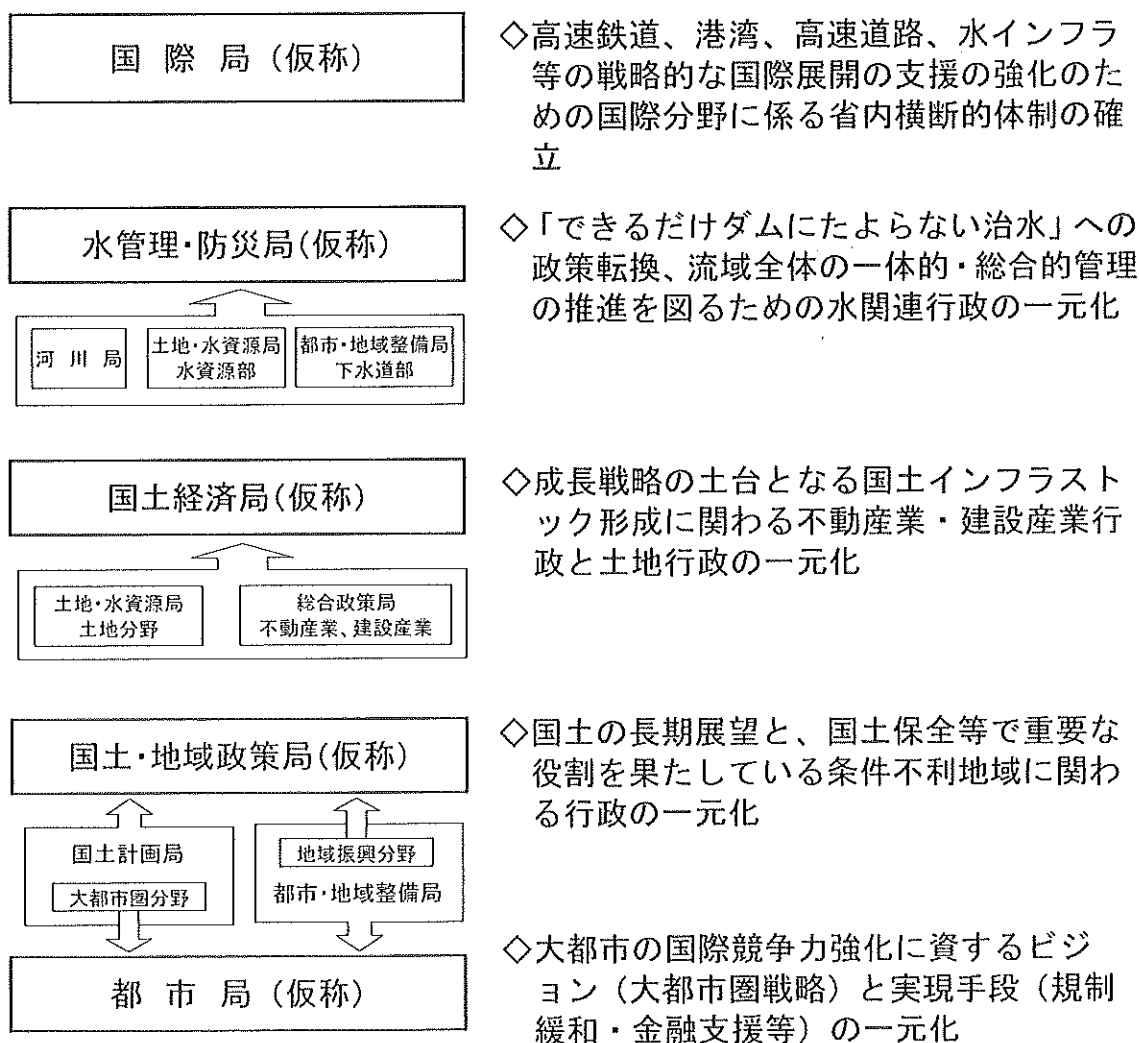 国 際 局 (仮称)
◇高速鉄道、港湾、高速道路、水インフラ
等の戦略的な国際展開の支援の強化のた
めの国際分野に係る省内横断的体制の確
立
水管理・防災局(仮称)
河 川 局
土地・水資源局
水資源部
都市・地域整備局
下水道部
◇「できるだけダムにたよらない治水」への
政策転換、流域全体の一体的・総合的管理
の推進を図るための水関連行政の一元化
国土経済局(仮称)
土地・水資源局
土地分野
総合政策局
不動産業、建設産業
◇成長戦略の土台となる国土インフラスト
ック形成に関わる不動産業・建設産業行
政と土地行政の一元化
国土・地域政策局(仮称)
国土計画局
大都市圏分野
地域振興分野
都市・地域整備局
◇国土の長期展望と、国土保全等で重要な
役割を果たしている条件不利地域に関わ
る行政の一元化
都 市 局 (仮称)
◇大都市の国際競争力強化に資するビジ
ョン（大都市圏戦略）と実現手段（規制
緩和・金融支援等）の一元化